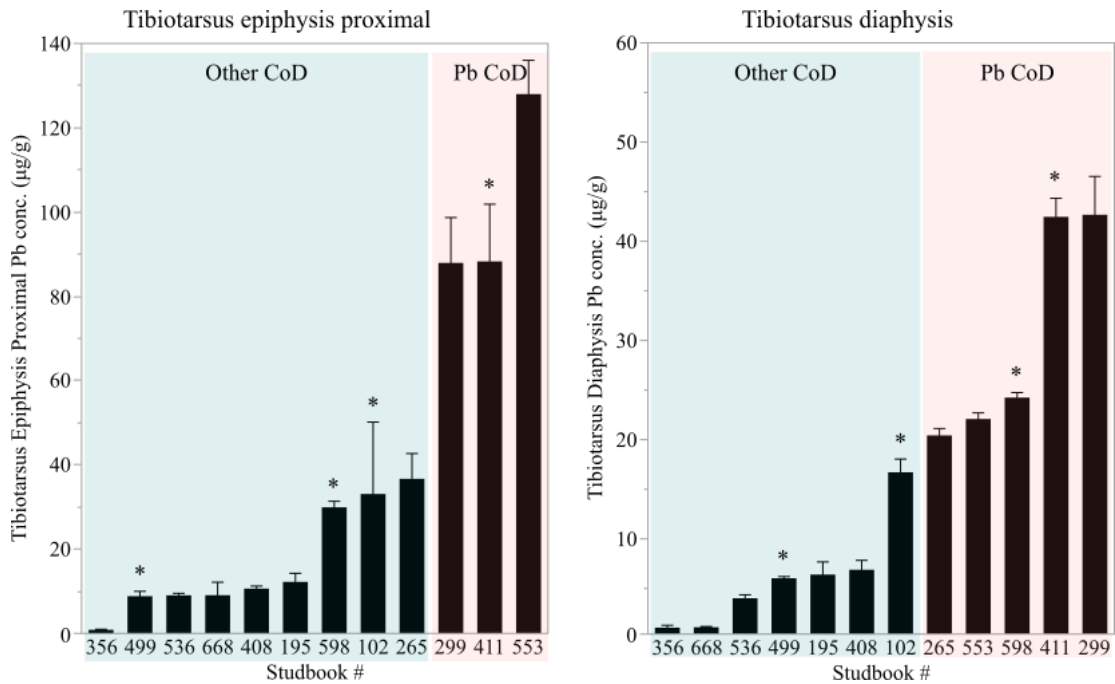 Tibiotarsus epiphysis proximal
Tibiotarsus Epiphysis Proximal Pb conc. (µg/g)
140
120
100
80
60
40
20
0
Other CoD
Pb CoD
*
*
*
*
356 499 536 668 408 195 598 102 265 299 411 553
Studbook #
Tibiotarsus diaphysis
Tibiotarsus Diaphysis Pb conc. (µg/g)
60
50
40
30
20
10
0
Other CoD
Pb CoD
*
*
*
*
356 668 536 499 195 408 102 265 553 598 411 299
Studbook #